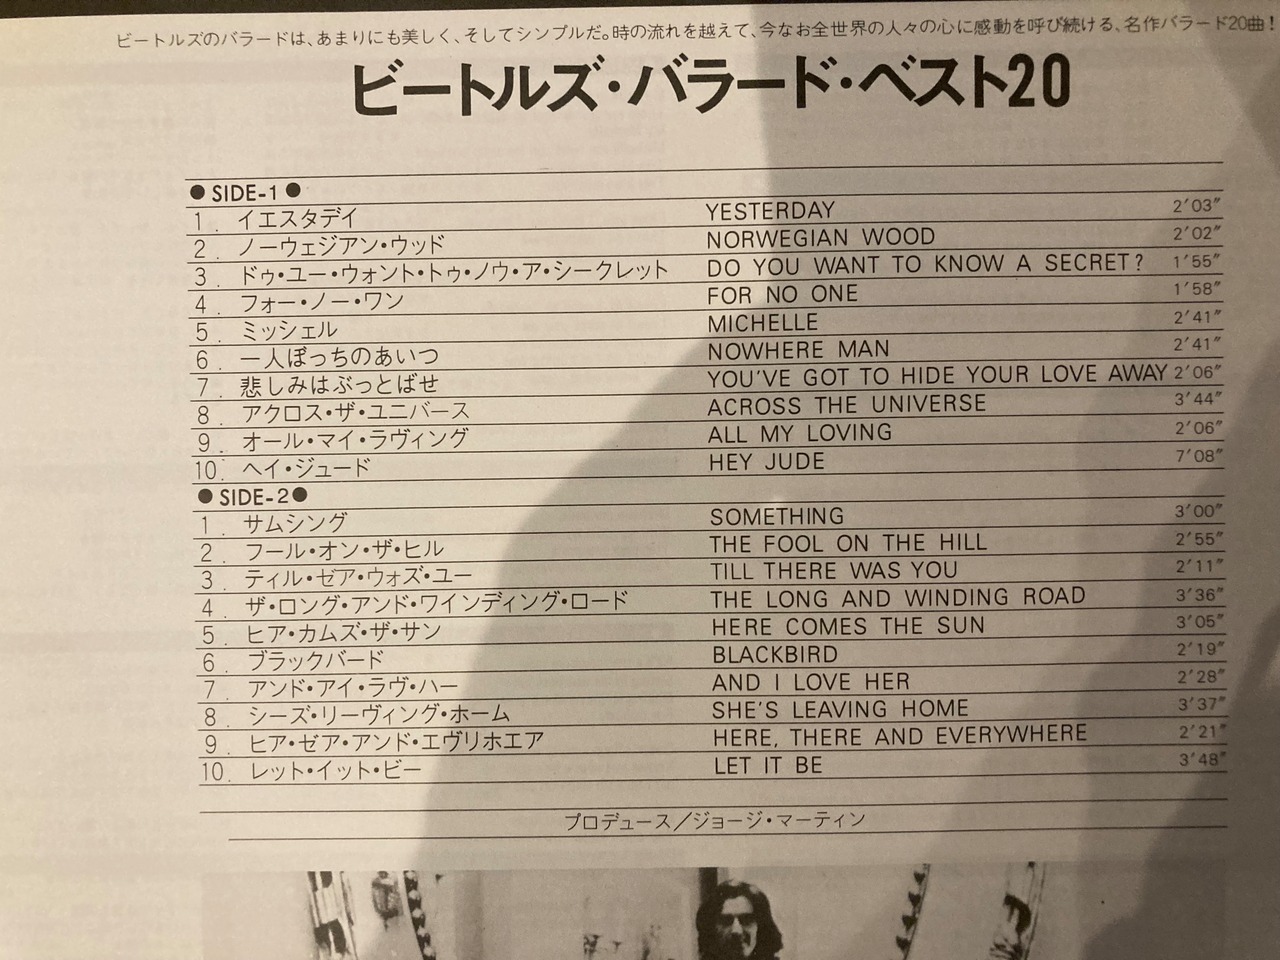 ビートルズのバラードは、あまりにも美しく、そしてシンプルだ。時の流れを越えて、今なお全世界の人々の心に感動を呼び続ける、名作バラード20曲！
ビートルズ・バラード・ベスト20
●SIDE-1●
1. イエスタデイ YESTERDAY 2′03″
2. ノーウェジアン・ウッド NORWEGIAN WOOD 2′02″
3. ドゥ・ユー・ウォント・トゥ・ノウ・ア・シークレット DO YOU WANT TO KNOW A SECRET? 1′55″
4. フォー・ノー・ワン FOR NO ONE 1′58″
5. ミッシェル MICHELLE 2′41″
6. 一人ぼっちのあいつ NOWHERE MAN 2′41″
7. 悲しみはぶっとばせ YOU'VE GOT TO HIDE YOUR LOVE AWAY 2′06″
8. アクロス・ザ・ユニバース ACROSS THE UNIVERSE 3′44″
9. オール・マイ・ラヴィング ALL MY LOVING 2′06″
10. ヘイ・ジュード HEY JUDE 7′08″
●SIDE-2●
1. サムシング SOMETHING 3′00″
2. フール・オン・ザ・ヒル THE FOOL ON THE HILL 2′55″
3. ティル・ゼア・ウォズ・ユー TILL THERE WAS YOU 2′11″
4. ザ・ロング・アンド・ワインディング・ロード THE LONG AND WINDING ROAD 3′36″
5. ヒア・カムズ・ザ・サン HERE COMES THE SUN 3′05″
6. ブラックバード BLACKBIRD 2′19″
7. アンド・アイ・ラヴ・ハー AND I LOVE HER 2′28″
8. シーズ・リーヴィング・ホーム SHE'S LEAVING HOME 3′37″
9. ヒア・ゼア・アンド・エヴリホエア HERE, THERE AND EVERYWHERE 2′21″
10. レット・イット・ビー LET IT BE 3′48″
プロデュース／ジョージ・マーティン